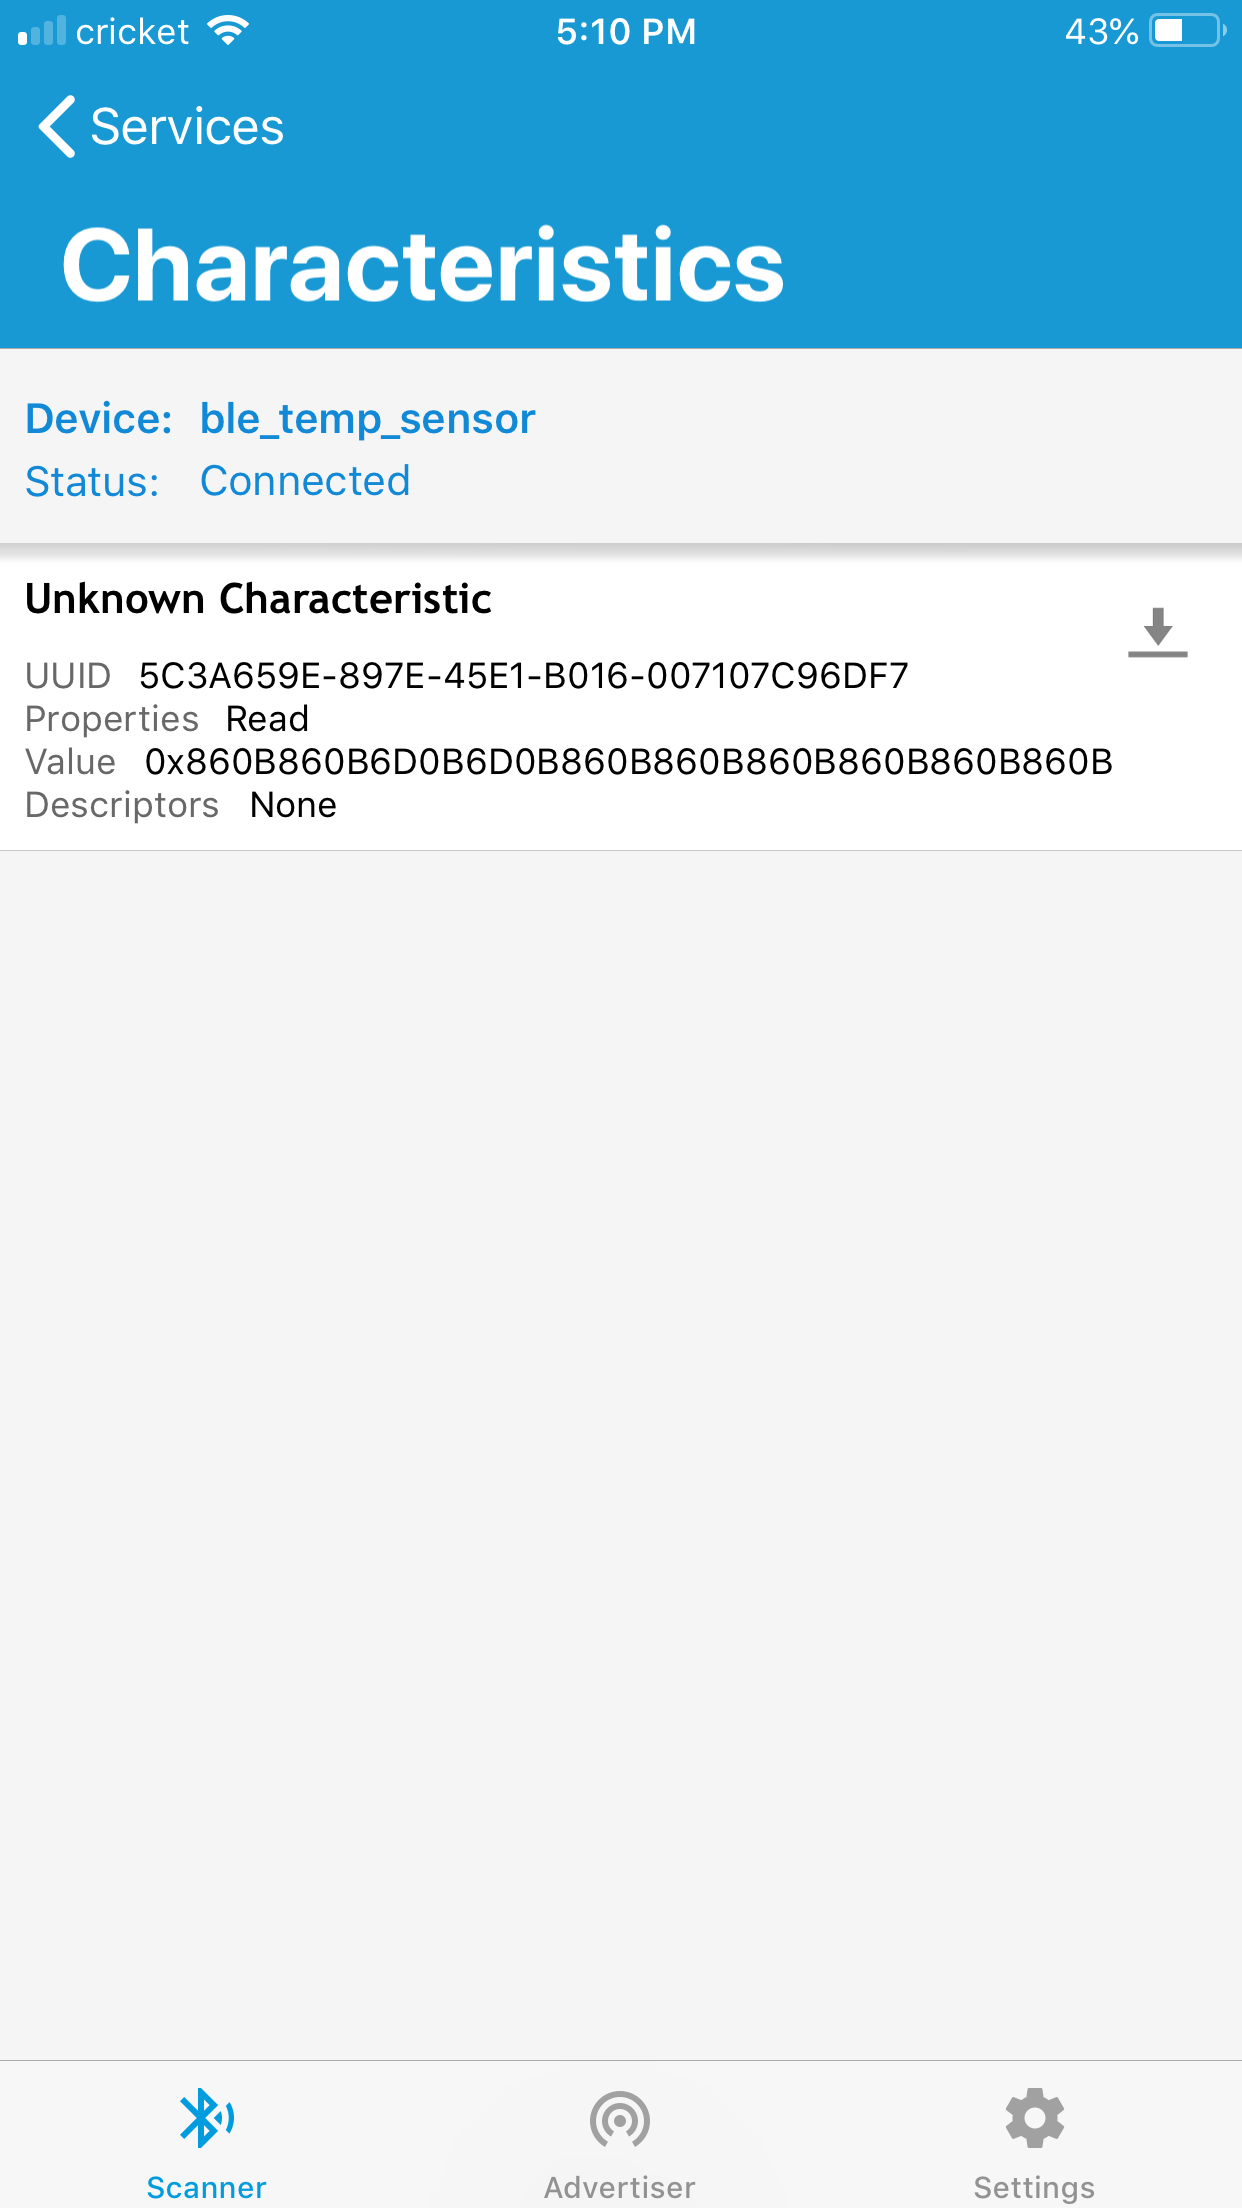 cricket 5:10 PM 43%
Services
Characteristics
Device: ble_temp_sensor
Status: Connected
Unknown Characteristic
UUID 5C3A659E-897E-45E1-B016-007107C96DF7
Properties Read
Value 0x860B860B6D0B6D0B860B860B860B860B860B860B
Descriptors None
Scanner Advertiser Settings